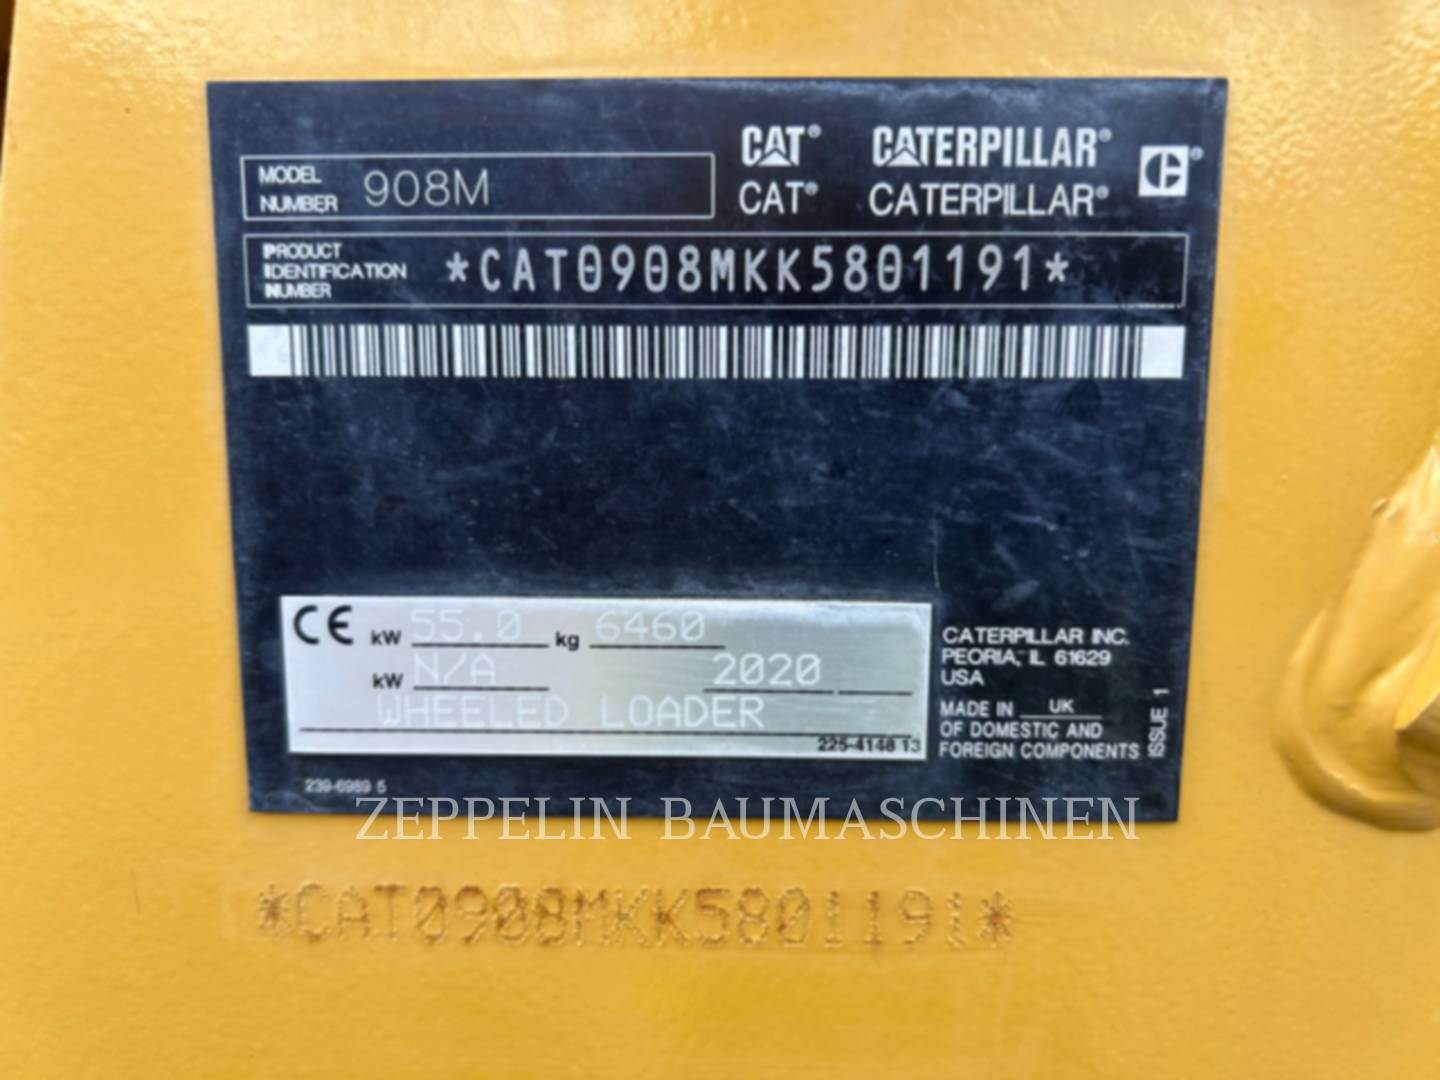 CAT® CATERPILLAR®
MODEL NUMBER 908M
CAT® CATERPILLAR®
PRODUCT IDENTIFICATION NUMBER *CAT0908MKK5801191*
CE kW 55.0 kg 6460
kW N/A 2020
WHEELED LOADER
225-4148 13
CATERPILLAR INC.
PEORIA, IL 61629
USA
MADE IN UK
OF DOMESTIC AND
FOREIGN COMPONENTS
ISSUE 1
239-6989 5
ZEPPELIN BAUMASCHINEN
*CAT0908MKK5801191*